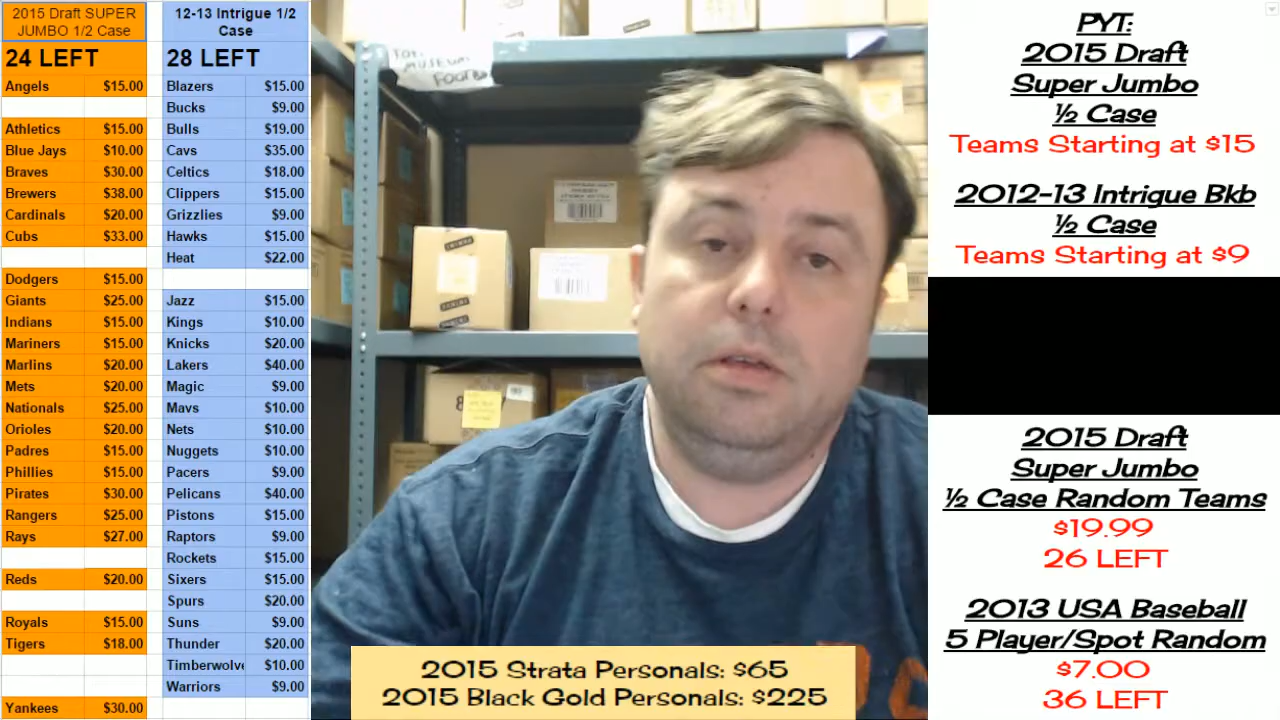 2015 Draft SUPER
JUMBO 1/2 Case
24 LEFT
Angels $15.00
Athletics $15.00
Blue Jays $10.00
Braves $30.00
Brewers $38.00
Cardinals $20.00
Cubs $33.00
Dodgers $15.00
Giants $25.00
Indians $15.00
Mariners $15.00
Marlins $20.00
Mets $20.00
Nationals $25.00
Orioles $20.00
Padres $15.00
Phillies $15.00
Pirates $30.00
Rangers $25.00
Rays $27.00
Reds $20.00
Royals $15.00
Tigers $18.00
Yankees $30.00
12-13 Intrigue 1/2
Case
28 LEFT
Blazers $15.00
Bucks $9.00
Bulls $19.00
Cavs $35.00
Celtics $18.00
Clippers $15.00
Grizzlies $9.00
Hawks $15.00
Heat $22.00
Jazz $15.00
Kings $10.00
Knicks $20.00
Lakers $40.00
Magic $9.00
Mavs $10.00
Nets $10.00
Nuggets $10.00
Pacers $9.00
Pelicans $40.00
Pistons $15.00
Raptors $9.00
Rockets $15.00
Sixers $15.00
Spurs $20.00
Suns $9.00
Thunder $20.00
Timberwolve $10.00
Warriors $9.00
MUSEUM
2015 Strata Personals: $65
2015 Black Gold Personals: $225
PYT:
2015 Draft
Super Jumbo
½ Case
Teams Starting at $15
2012-13 Intrigue Bkb
½ Case
Teams Starting at $9
2015 Draft
Super Jumbo
½ Case Random Teams
$19.99
26 LEFT
2013 USA Baseball
5 Player/Spot Random
$7.00
36 LEFT